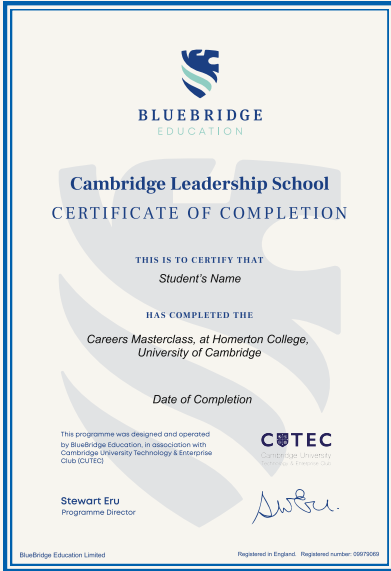 BLUEBRIDGE
EDUCATION
Cambridge Leadership School
CERTIFICATE OF COMPLETION
THIS IS TO CERTIFY THAT
Student's Name
HAS COMPLETED THE
Careers Masterclass, at Homerton College,
University of Cambridge
Date of Completion
This programme was designed and operated
by BlueBridge Education, in association with
Cambridge University Technology & Enterprise
Club (CUTEC)
CUTEC
Cambridge University
Technology & Enterprise Club
Stewart Eru
Programme Director
BlueBridge Education Limited
Registered in England. Registered number: 09979069